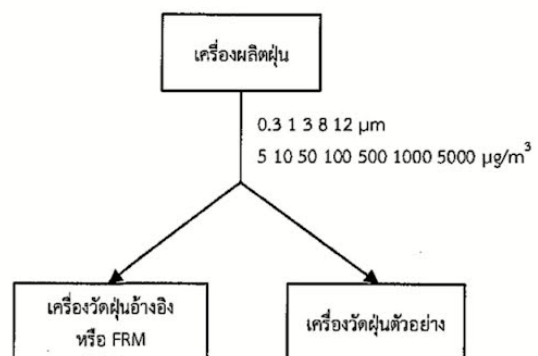 เครื่องผลิตฝุ่น
0.3 1 3 8 12 µm
5 10 50 100 500 1000 5000 µg/m³
เครื่องวัดฝุ่นอ้างอิง
หรือ FRM
เครื่องวัดฝุ่นตัวอย่าง